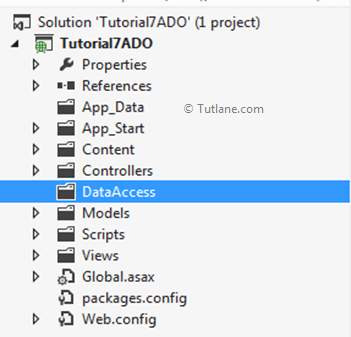 Solution 'Tutorial7ADO' (1 project)
Tutorial7ADO
Properties
References
App_Data
© Tutlane.com
App_Start
Content
Controllers
DataAccess
Models
Scripts
Views
Global.asax
packages.config
Web.config